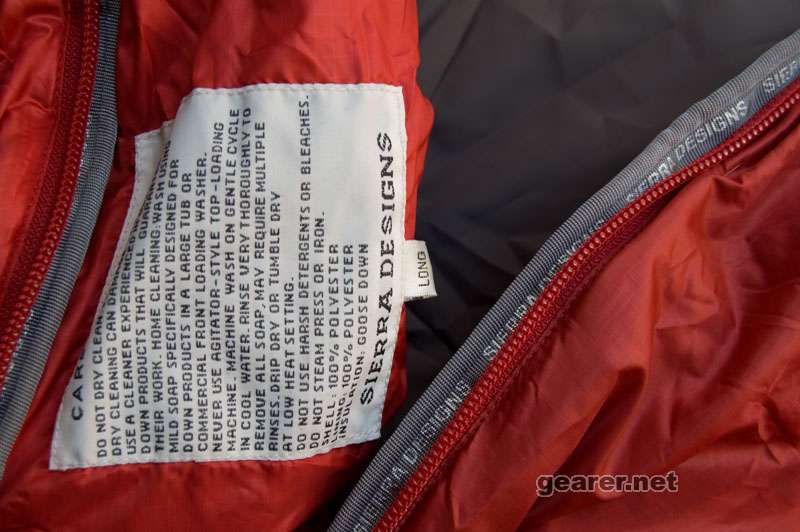 CAR
DO NOT DRY CLEAN
DRY CLEANING CAN DA
USE A CLEANER EXPERIENCED
DOWN PRODUCTS THAT WILL GUARAN
THEIR WORK. HOME CLEANING: WASH USING
MILD SOAP SPECIFICALLY DESIGNED FOR
DOWN PRODUCTS IN A LARGE TUB OR
COMMERCIAL FRONT LOADING WASHER.
NEVER USE AGITATOR-STYLE TOP-LOADING
MACHINE. MACHINE WASH ON GENTLE CYCLE
IN COOL WATER. RINSE VERY THOROUGHLY TO
REMOVE ALL SOAP, MAY REQUIRE MULTIPLE
RINSES. DRIP DRY OR TUMBLE DRY
AT LOW HEAT SETTING.
DO NOT USE HARSH DETERGENTS OR BLEACHES.
DO NOT STEAM PRESS OR IRON.
SHELL: 100% POLYESTER
LINING: 100% POLYESTER
INSULATION: GOOSE DOWN
SIERRA DESIGNS
LONG
SIERRA DESIGNS
SIERRA DESIGNS
SIERRA DESIGNS
SIERRA DESIGNS
gearer.net